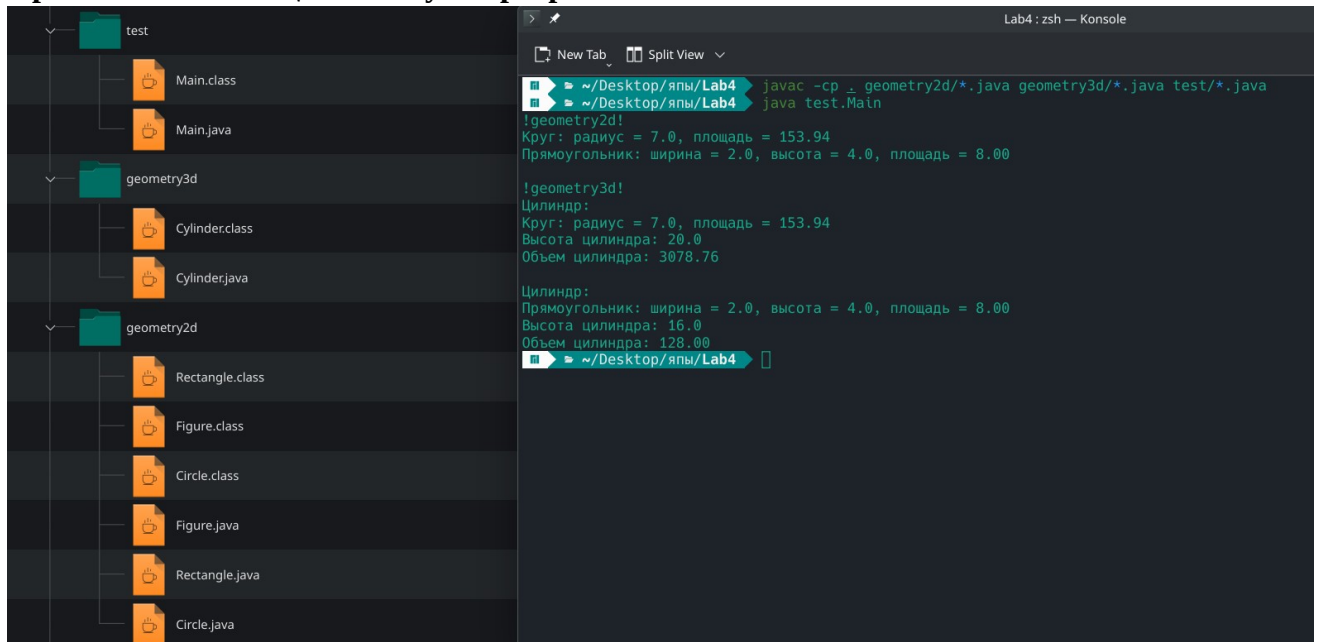 test
Main.class
Main.java
geometry3d
Cylinder.class
Cylinder.java
geometry2d
Rectangle.class
Figure.class
Circle.class
Figure.java
Rectangle.java
Circle.java
Lab4 : zsh — Konsole
New Tab Split View
~/Desktop/япы/Lab4 javac -cp . geometry2d/*.java geometry3d/*.java test/*.java
~/Desktop/япы/Lab4 java test.Main
!geometry2d!
Круг: радиус = 7.0, площадь = 153.94
Прямоугольник: ширина = 2.0, высота = 4.0, площадь = 8.00
!geometry3d!
Цилиндр:
Круг: радиус = 7.0, площадь = 153.94
Высота цилиндра: 20.0
Объем цилиндра: 3078.76
Цилиндр:
Прямоугольник: ширина = 2.0, высота = 4.0, площадь = 8.00
Высота цилиндра: 16.0
Объем цилиндра: 128.00
~/Desktop/япы/Lab4